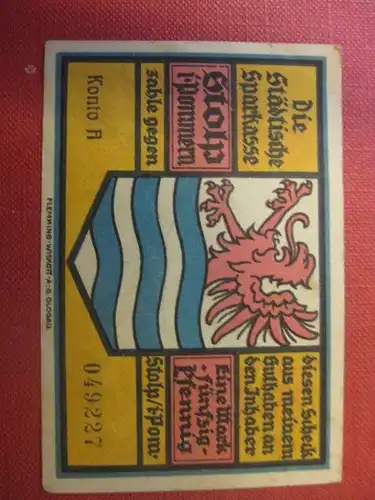 Die
Städtische
Sparkasse
Stolp
i·Pommern
zahle gegen
Konto A
diesen Scheck
aus meinem
Guthaben an
den Inhaber
Eine Mark
·fünfzig·
Pfennig
Stolp/i·Pom·
049227
FLEMMING-WISKOTT A:G. GLOGAU.